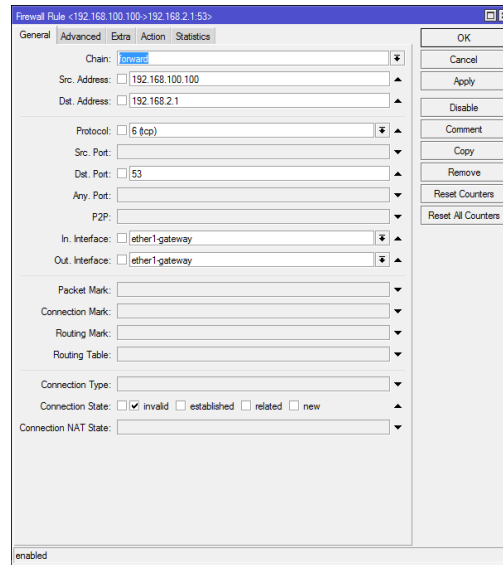 Firewall Rule <192.168.100.100->192.168.2.1:53>
General Advanced Extra Action Statistics
Chain: forward
Src. Address: 192.168.100.100
Dst. Address: 192.168.2.1
Protocol: 6 (tcp)
Src. Port:
Dst. Port: 53
Any. Port:
P2P:
In. Interface: ether1-gateway
Out. Interface: ether1-gateway
Packet Mark:
Connection Mark:
Routing Mark:
Routing Table:
Connection Type:
Connection State: invalid established related new
Connection NAT State:
enabled
OK
Cancel
Apply
Disable
Comment
Copy
Remove
Reset Counters
Reset All Counters